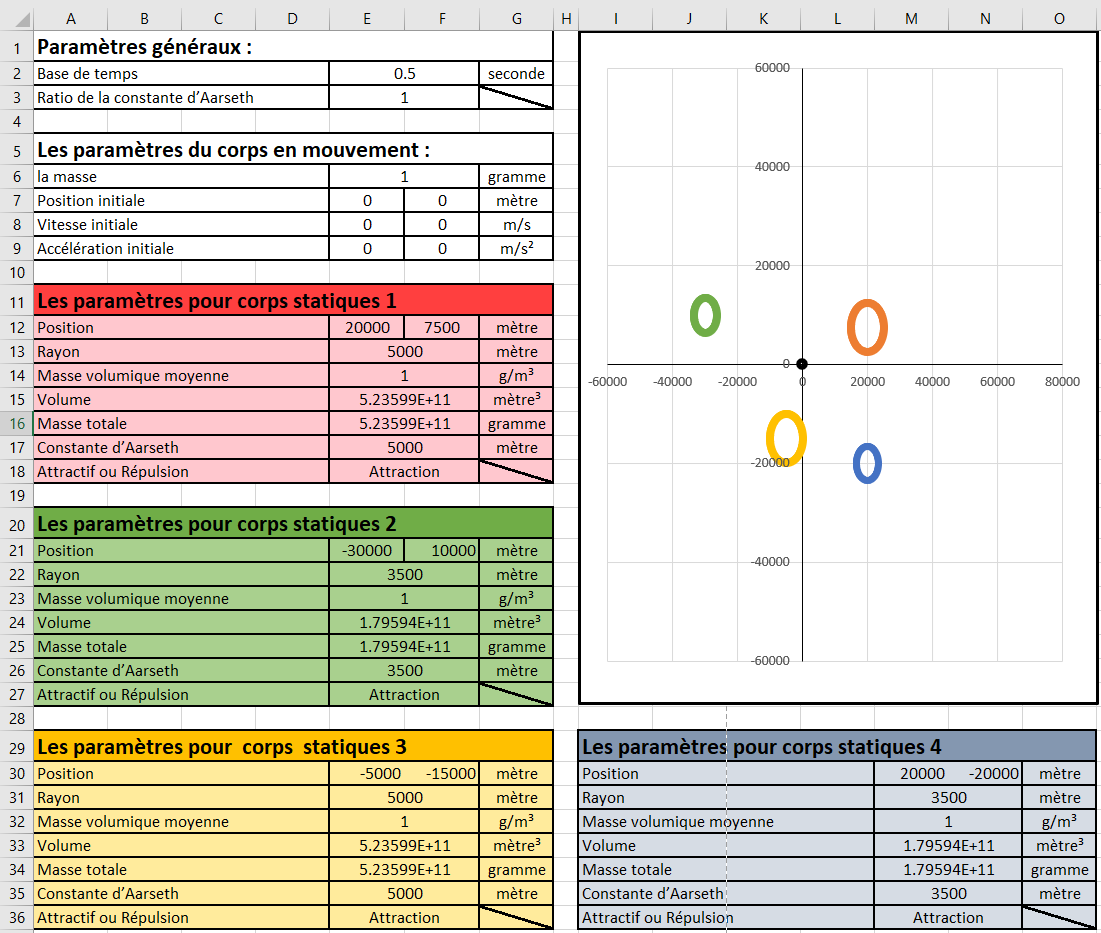 A B C D E F G H I J K L M N O
1 Paramètres généraux :
2 Base de temps 0.5 seconde
3 Ratio de la constante d’Aarseth 1
4
5 Les paramètres du corps en mouvement :
6 la masse 1 gramme
7 Position initiale 0 0 mètre
8 Vitesse initiale 0 0 m/s
9 Accélération initiale 0 0 m/s²
10
11 Les paramètres pour corps statiques 1
12 Position 20000 7500 mètre
13 Rayon 5000 mètre
14 Masse volumique moyenne 1 g/m³
15 Volume 5.23599E+11 mètre³
16 Masse totale 5.23599E+11 gramme
17 Constante d’Aarseth 5000 mètre
18 Attractif ou Répulsion Attraction
19
20 Les paramètres pour corps statiques 2
21 Position -30000 10000 mètre
22 Rayon 3500 mètre
23 Masse volumique moyenne 1 g/m³
24 Volume 1.79594E+11 mètre³
25 Masse totale 1.79594E+11 gramme
26 Constante d’Aarseth 3500 mètre
27 Attractif ou Répulsion Attraction
28
60000
40000
20000
0
-60000 -40000 -20000 0 20000 40000 60000 80000
-20000
-40000
-60000
29 Les paramètres pour corps statiques 3 Les paramètres pour corps statiques 4
30 Position -5000 -15000 mètre Position 20000 -20000 mètre
31 Rayon 5000 mètre Rayon 3500 mètre
32 Masse volumique moyenne 1 g/m³ Masse volumique moyenne 1 g/m³
33 Volume 5.23599E+11 mètre³ Volume 1.79594E+11 mètre³
34 Masse totale 5.23599E+11 gramme Masse totale 1.79594E+11 gramme
35 Constante d’Aarseth 5000 mètre Constante d’Aarseth 3500 mètre
36 Attractif ou Répulsion Attraction Attractif ou Répulsion Attraction